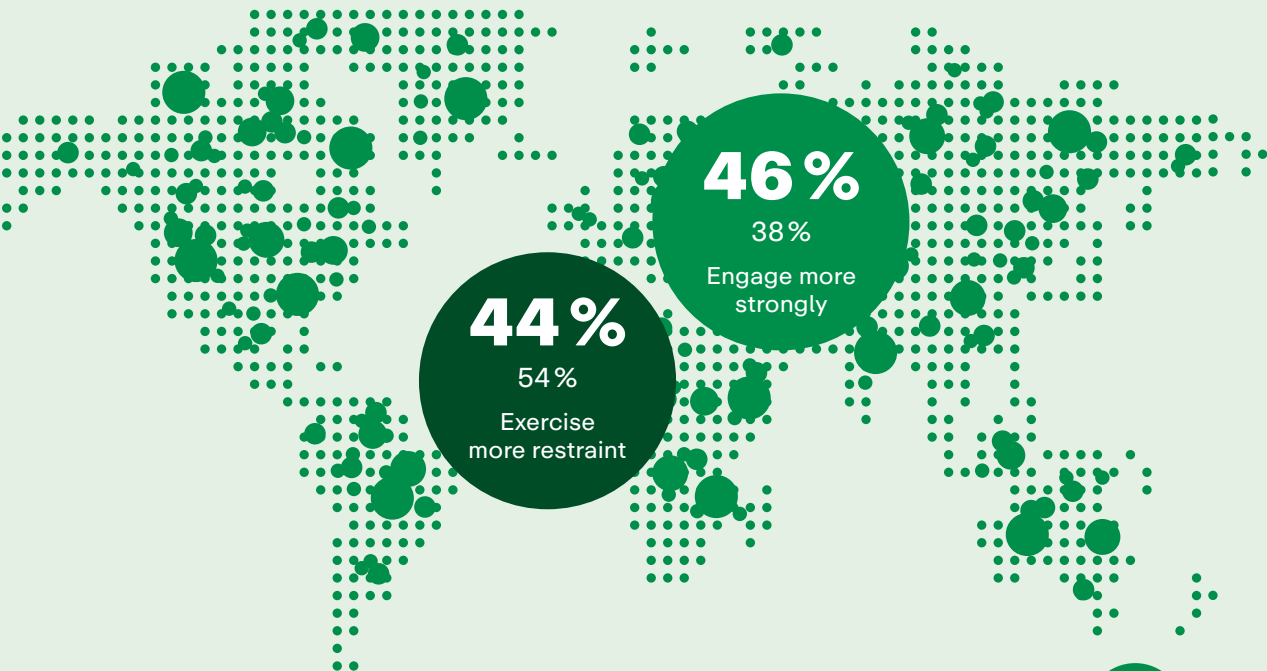 46 %
38 %
Engage more
strongly
44 %
54 %
Exercise
more restraint